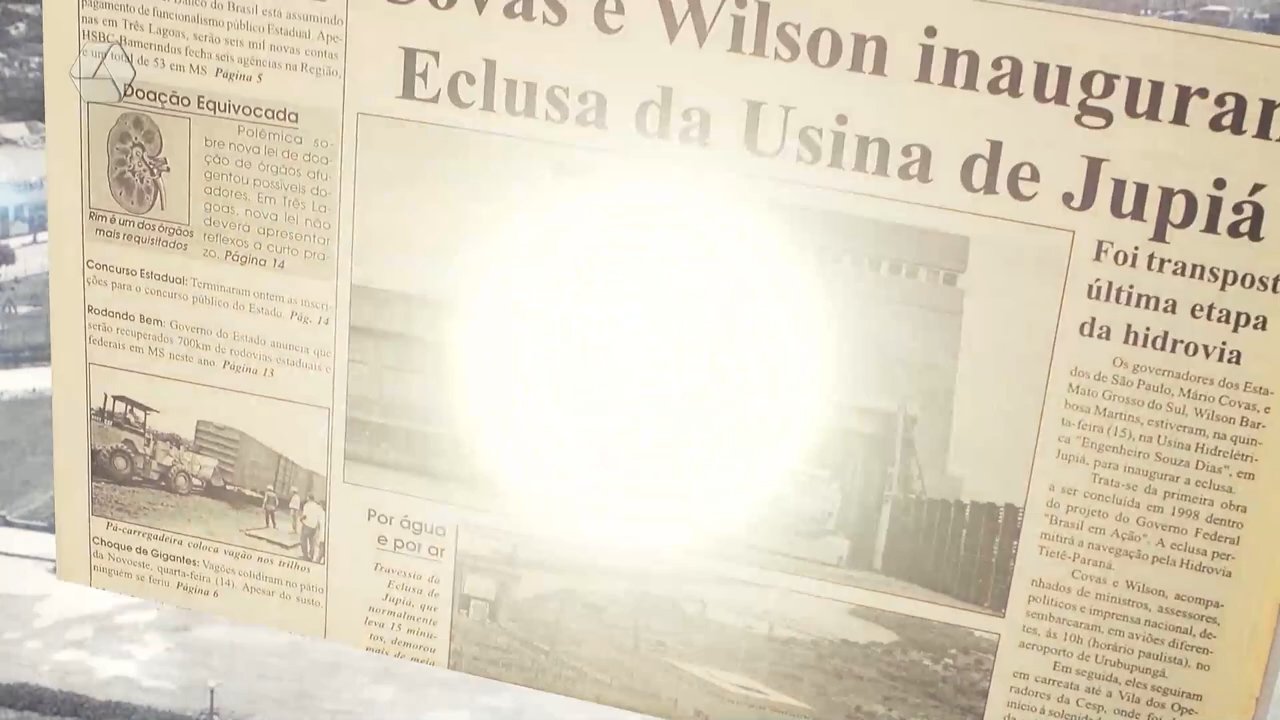 Banco do Brasil está assumindo
pagamento de funcionalismo público Estadual. Ape-
nas em Três Lagoas, serão seis mil novas contas
HSBC-Bamerindus fecha seis agências na Região,
e um total de 53 em MS Página 5
Doação Equivocada
Polêmica so-
bre nova lei de doa-
ção de órgãos afu-
gentou possíveis do-
adores. Em Três La-
goas, nova lei não
deverá apresentar
reflexos a curto pra-
zo. Página 14
Rim é um dos órgãos
mais requisitados
Concurso Estadual: Terminaram ontem as inscri-
ções para o concurso público do Estado. Pág. 14
Rodando Bem: Governo do Estado anuncia que
serão recuperados 700km de rodovias estaduais e
federais em MS neste ano Página 13
Pá-carregadeira coloca vagão nos trilhos
Choque de Gigantes: Vagões colidiram no pátio
da Novoeste, quarta-feira (14). Apesar do susto,
ninguém se feriu. Página 6
Covas e Wilson inauguram
Eclusa da Usina de Jupiá
Por água
e por ar
Travessia da
Eclusa de
Jupiá, que
normalmente
leva 15 minu-
tos, demorou
mais de meia
Foi transpost
última etapa
da hidrovia
Os governadores dos Esta-
dos de São Paulo, Mário Covas, e
Mato Grosso do Sul, Wilson Bar-
bosa Martins, estiveram, na quin-
ta-feira (15), na Usina Hidrelétri-
ca "Engenheiro Souza Dias", em
Jupiá, para inaugurar a eclusa.
Trata-se da primeira obra
a ser concluída em 1998 dentro
do projeto do Governo Federal
"Brasil em Ação". A eclusa per-
mitirá a navegação pela Hidrovia
Tietê-Paraná.
Covas e Wilson, acompa-
nhados de ministros, assessores,
políticos e imprensa nacional, de-
sembarcaram, em aviões diferen-
tes, ás 10h (horário paulista), no
aeroporto de Urubupungá.
Em seguida, eles seguiram
em carreata até a Vila dos Ope-
radores da Cesp, onde foi
início à solenida